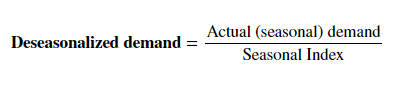 Deseasonalized demand = Actual (seasonal) demand
Seasonal Index